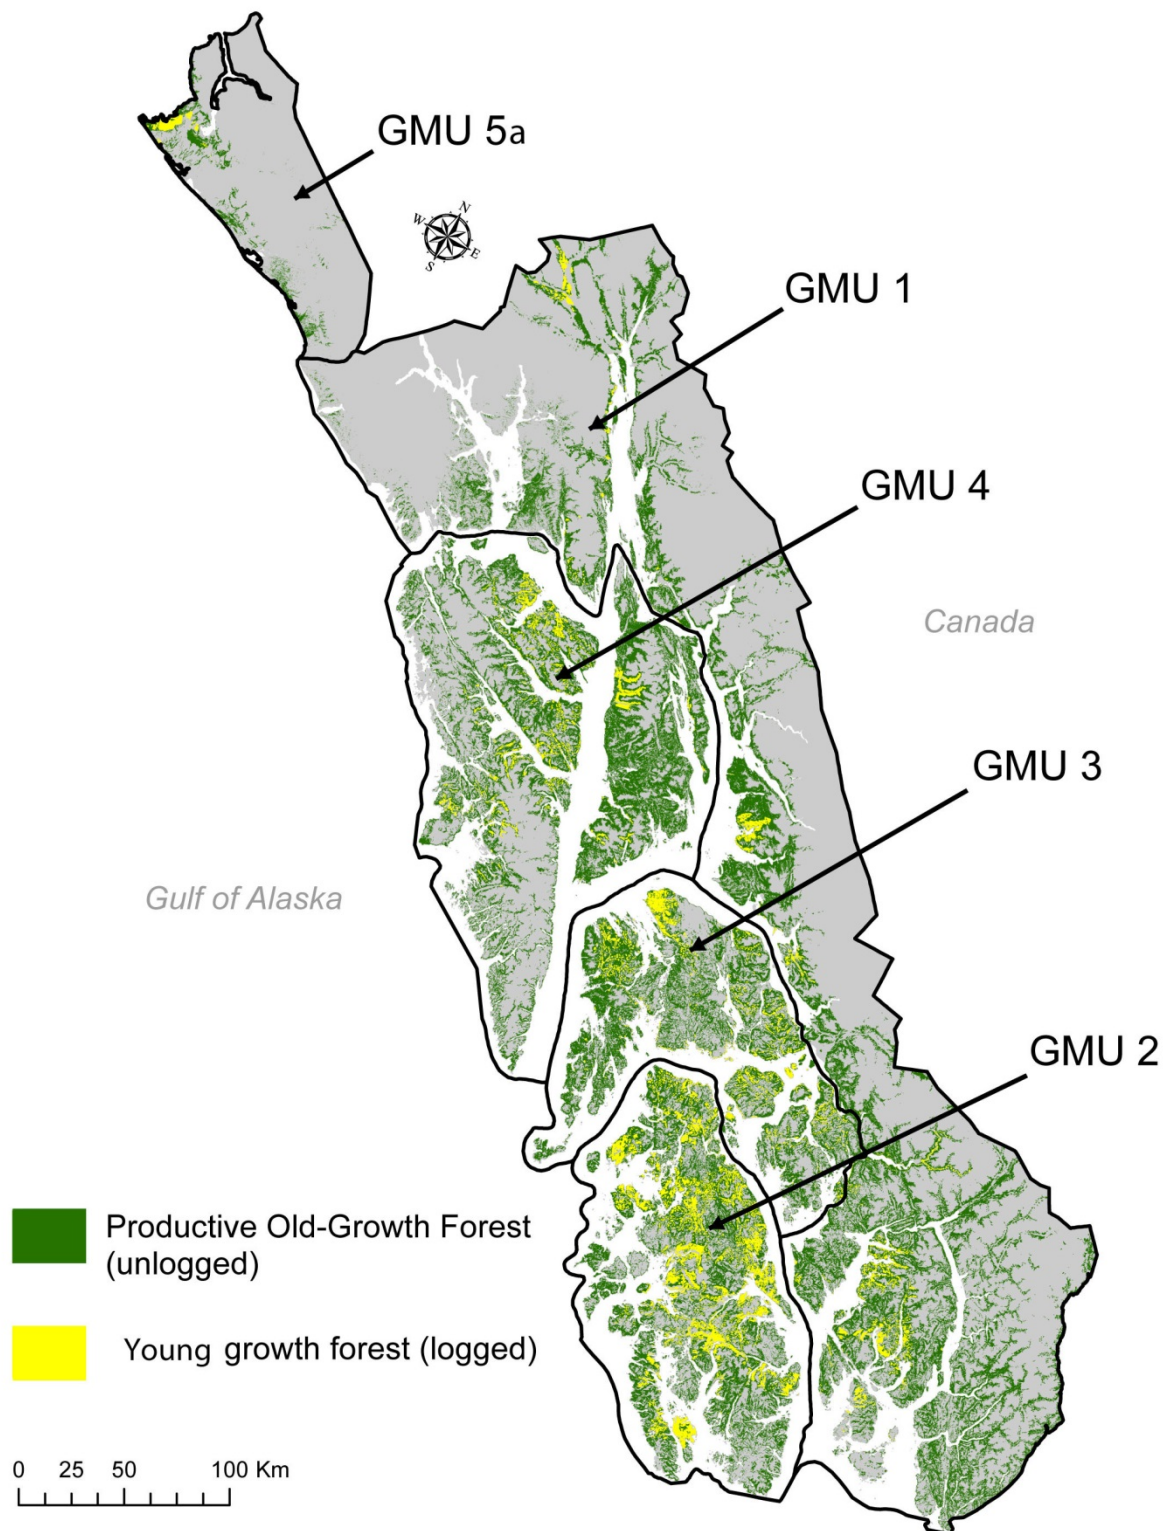 GMU 5a
N
W
E
S
GMU 1
GMU 4
Canada
GMU 3
Gulf of Alaska
GMU 2
Productive Old-Growth Forest
(unlogged)
Young growth forest (logged)
0 25 50 100 Km